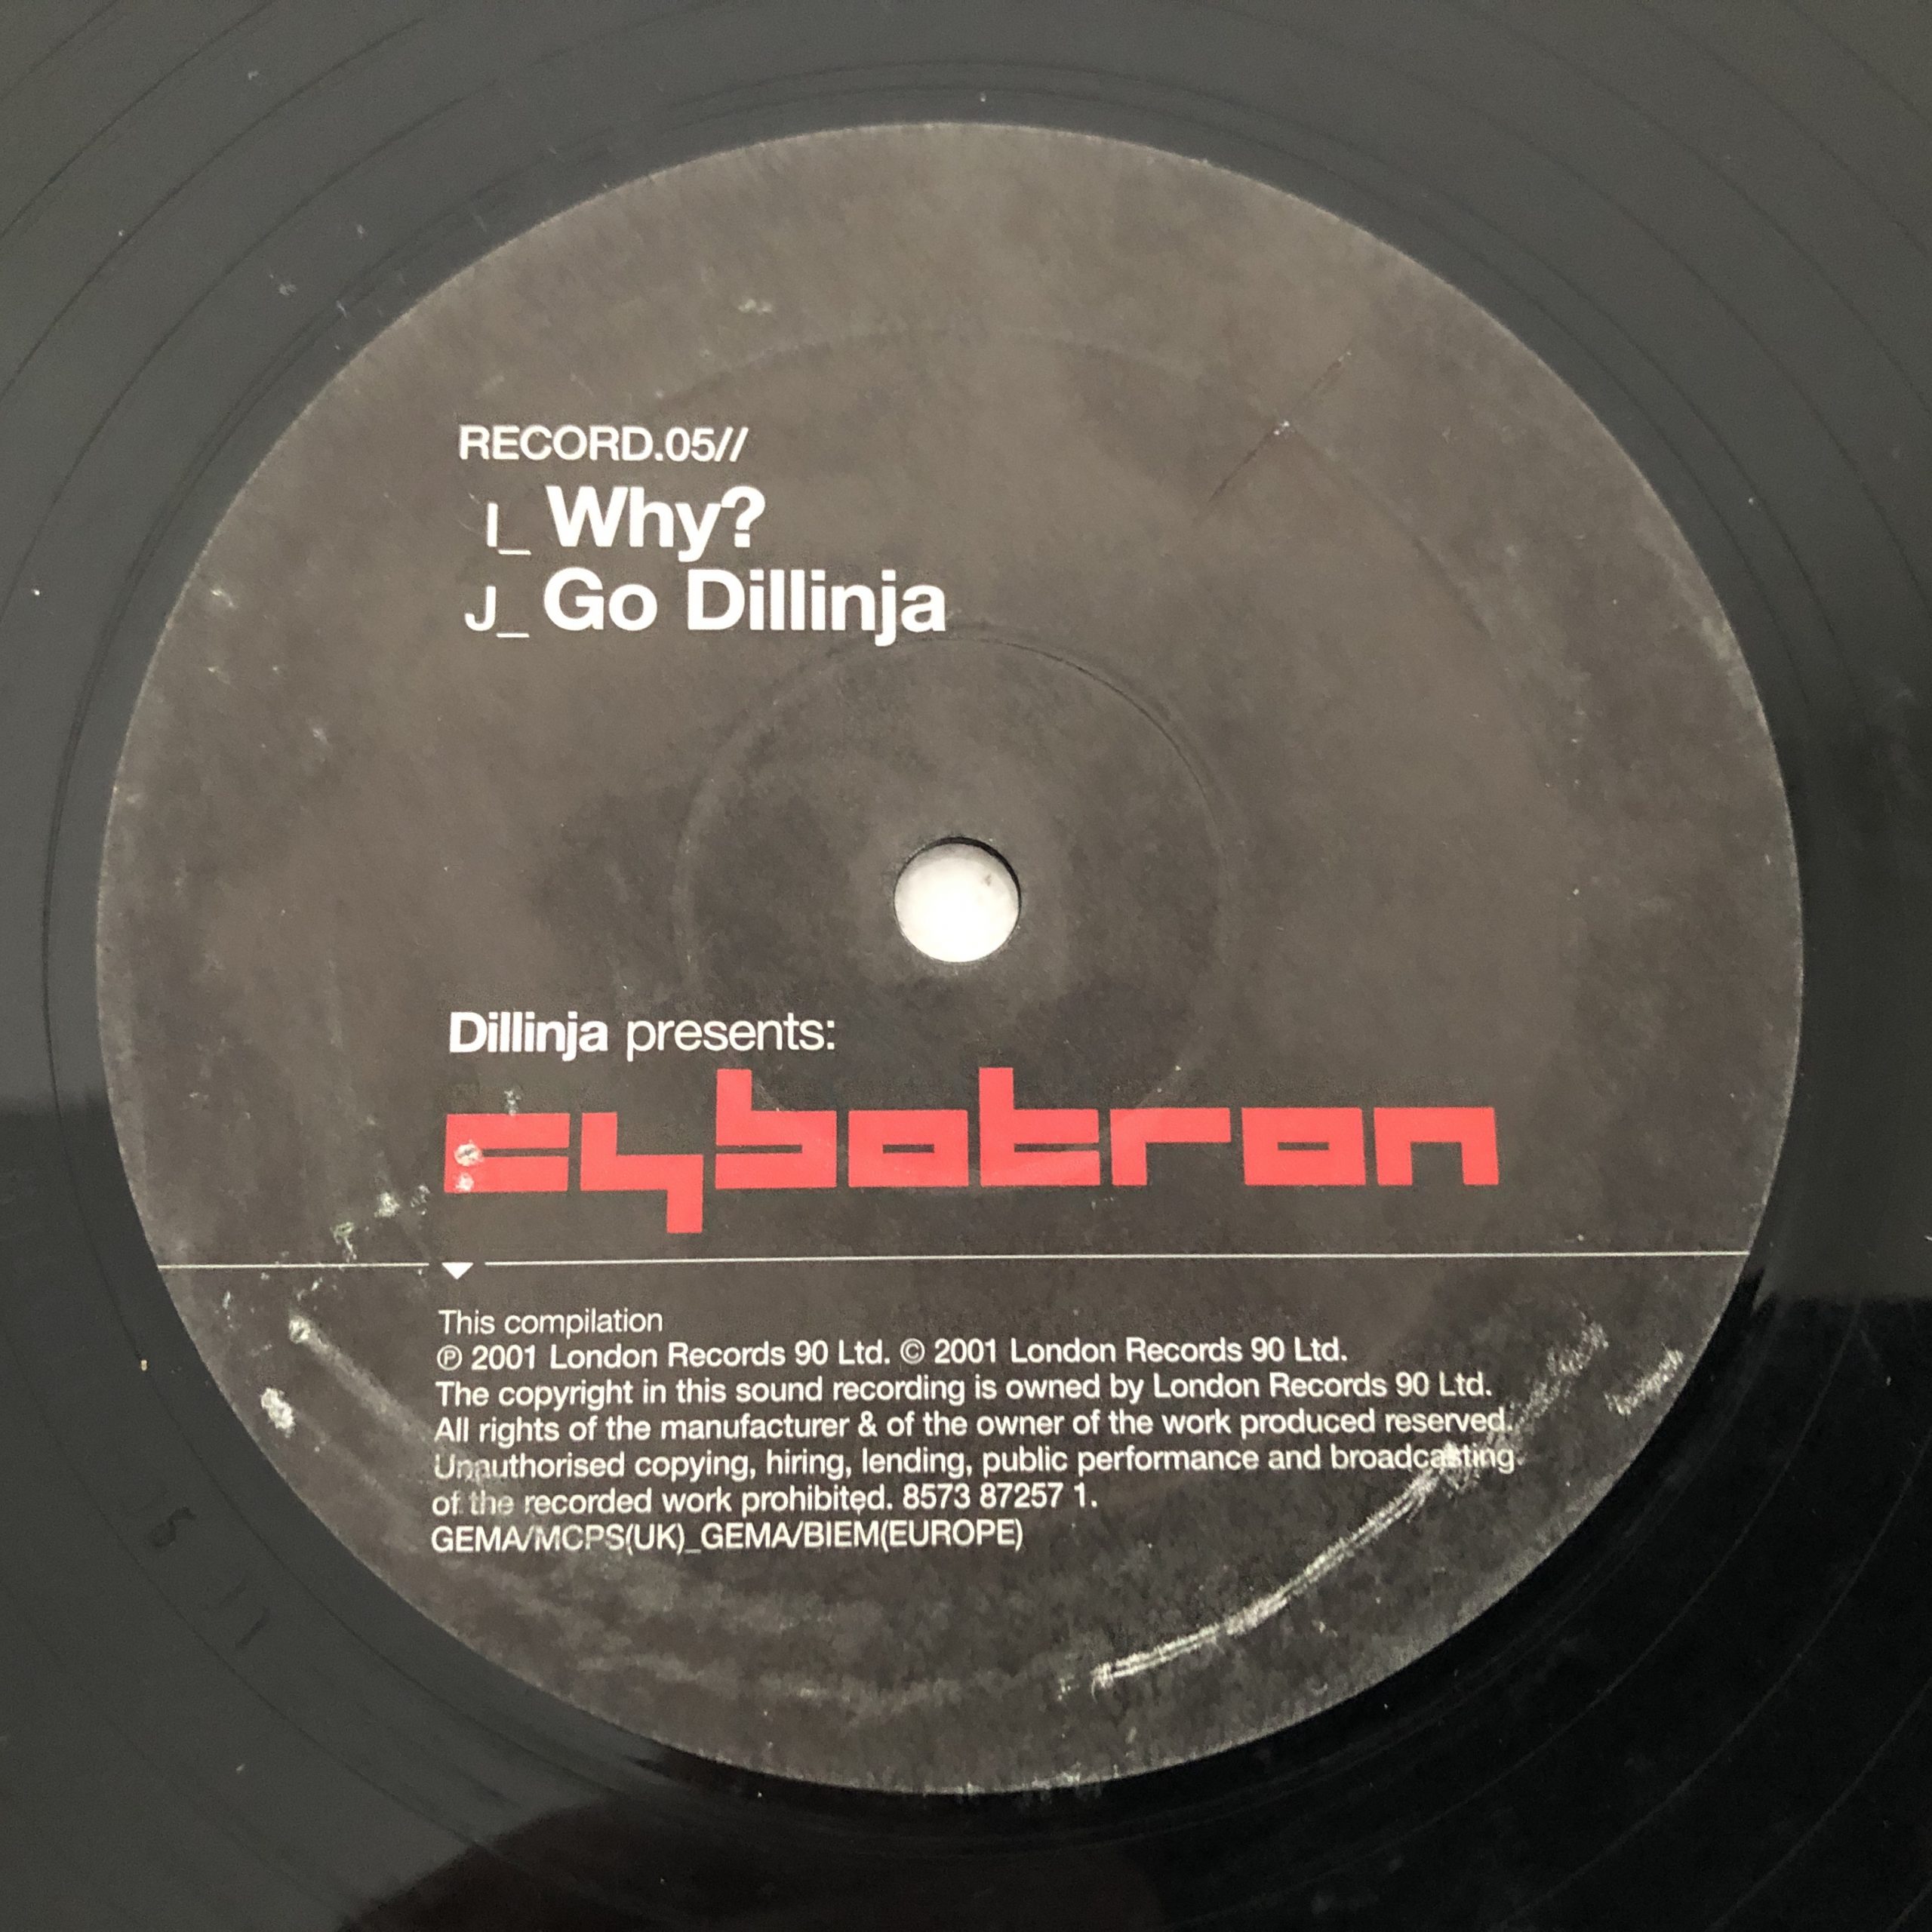 RECORD.05//
I_ Why?
J_ Go Dillinja
Dillinja presents:
cybotron
This compilation
℗ 2001 London Records 90 Ltd. © 2001 London Records 90 Ltd.
The copyright in this sound recording is owned by London Records 90 Ltd.
All rights of the manufacturer & of the owner of the work produced reserved.
Unauthorised copying, hiring, lending, public performance and broadcasting
of the recorded work prohibited. 8573 87257 1.
GEMA/MCPS(UK)_GEMA/BIEM(EUROPE)